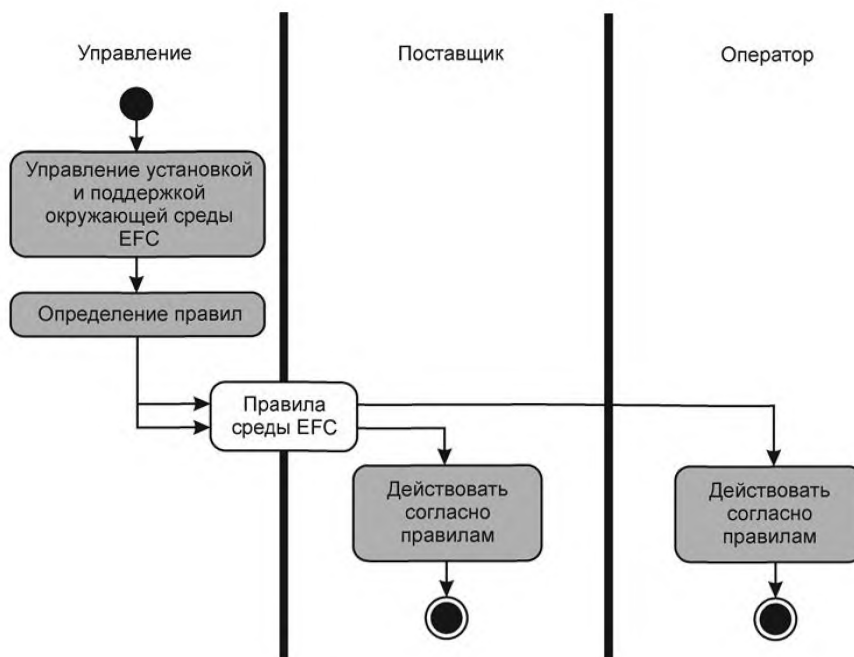 Управление
Поставщик
Оператор
Управление установкой
и поддержкой
окружающей среды
EFC
Определение правил
Правила
среды EFC
Действовать
согласно
правилам
Действовать
согласно
правилам